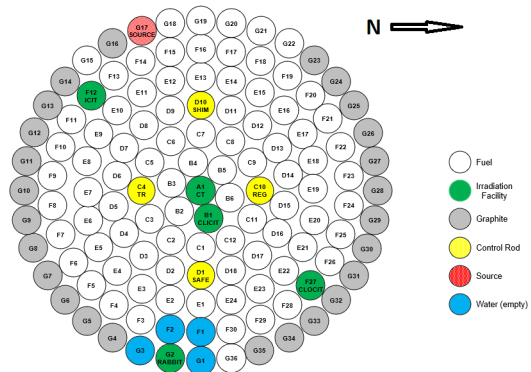 G17
SOURCE
G18
G19
G20
G21
N
G16
G22
G15
F14
F15
F16
F17
F18
G23
G14
F13
E12
E13
E14
F19
G24
F12
ICIT
E11
E15
F20
G13
E10
D9
D10
SHIM
D11
E16
G25
F11
F21
G12
E9
D8
C6
C7
C8
D12
E17
G26
F10
F22
G11
E8
D7
C5
B4
B5
C9
D13
E18
G27
F9
F23
G10
E7
D6
C4
TR
B3
A1
CT
B6
C10
REG
D14
E19
G28
F8
F24
G9
E6
D5
C3
B2
B1
CLICIT
C11
D15
E20
G29
F7
F25
G8
E5
D4
C2
C1
C12
D16
E21
G30
F6
F26
G7
E4
D3
D2
D1
SAFE
D18
D17
E22
F27
CLOCIT
G31
F5
G6
F4
E3
E2
E1
E24
E23
F28
G32
G5
F3
F2
F1
F30
F29
G33
G4
G3
G2
RABBIT
G1
G36
G35
G34
Fuel
Irradiation
Facility
Graphite
Control Rod
Source
Water (empty)